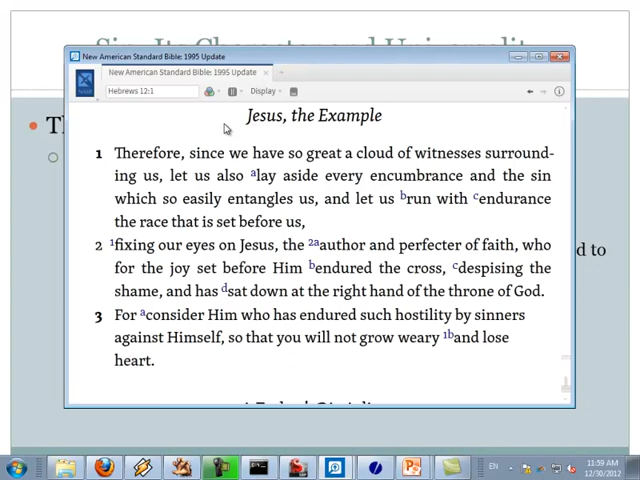 Sin: Its Character and Universality
New American Standard Bible: 1995 Update
New American Standard Bible: 1995 Update × +
Hebrews 12:1 Display
Jesus, the Example
1 Therefore, since we have so great a cloud of witnesses surround-
ing us, let us also alay aside every encumbrance and the sin
which so easily entangles us, and let us brun with cendurance
the race that is set before us,
2 1fixing our eyes on Jesus, the 2aauthor and perfecter of faith, who
for the joy set before Him bendured the cross, cdespising the
shame, and has dsat down at the right hand of the throne of God.
3 For aconsider Him who has endured such hostility by sinners
against Himself, so that you will not grow weary 1band lose
heart.
d to
EN 11:59 AM
12/30/2012